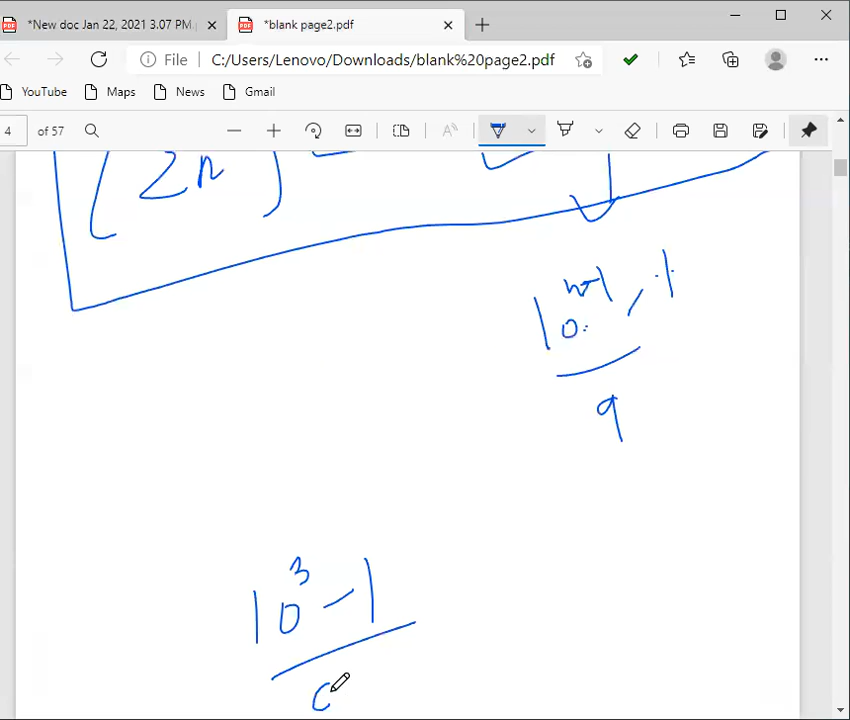 *New doc Jan 22, 2021 3.07 PM.
*blank page2.pdf
File C:/Users/Lenovo/Downloads/blank%20page2.pdf
YouTube Maps News Gmail
4 of 57
2n
10^{n-1} - 1
9
10^3 - 1